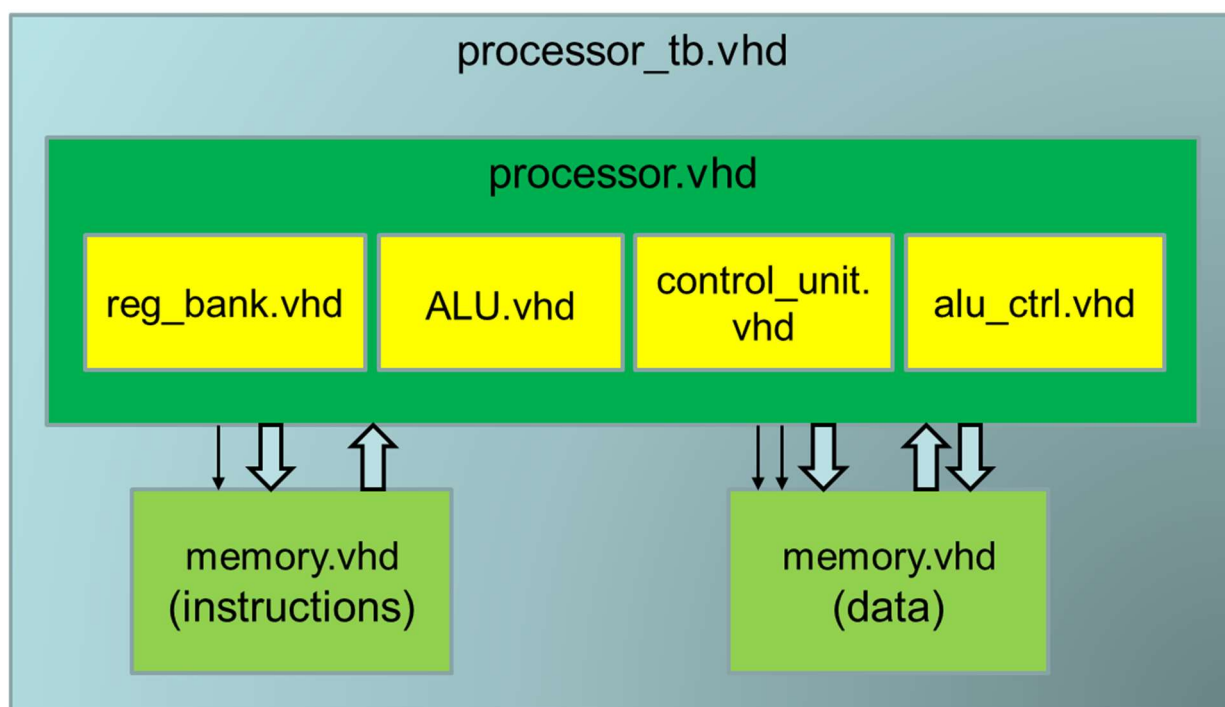 processor_tb.vhd
processor.vhd
reg_bank.vhd
ALU.vhd
control_unit.
vhd
alu_ctrl.vhd
memory.vhd
(instructions)
memory.vhd
(data)